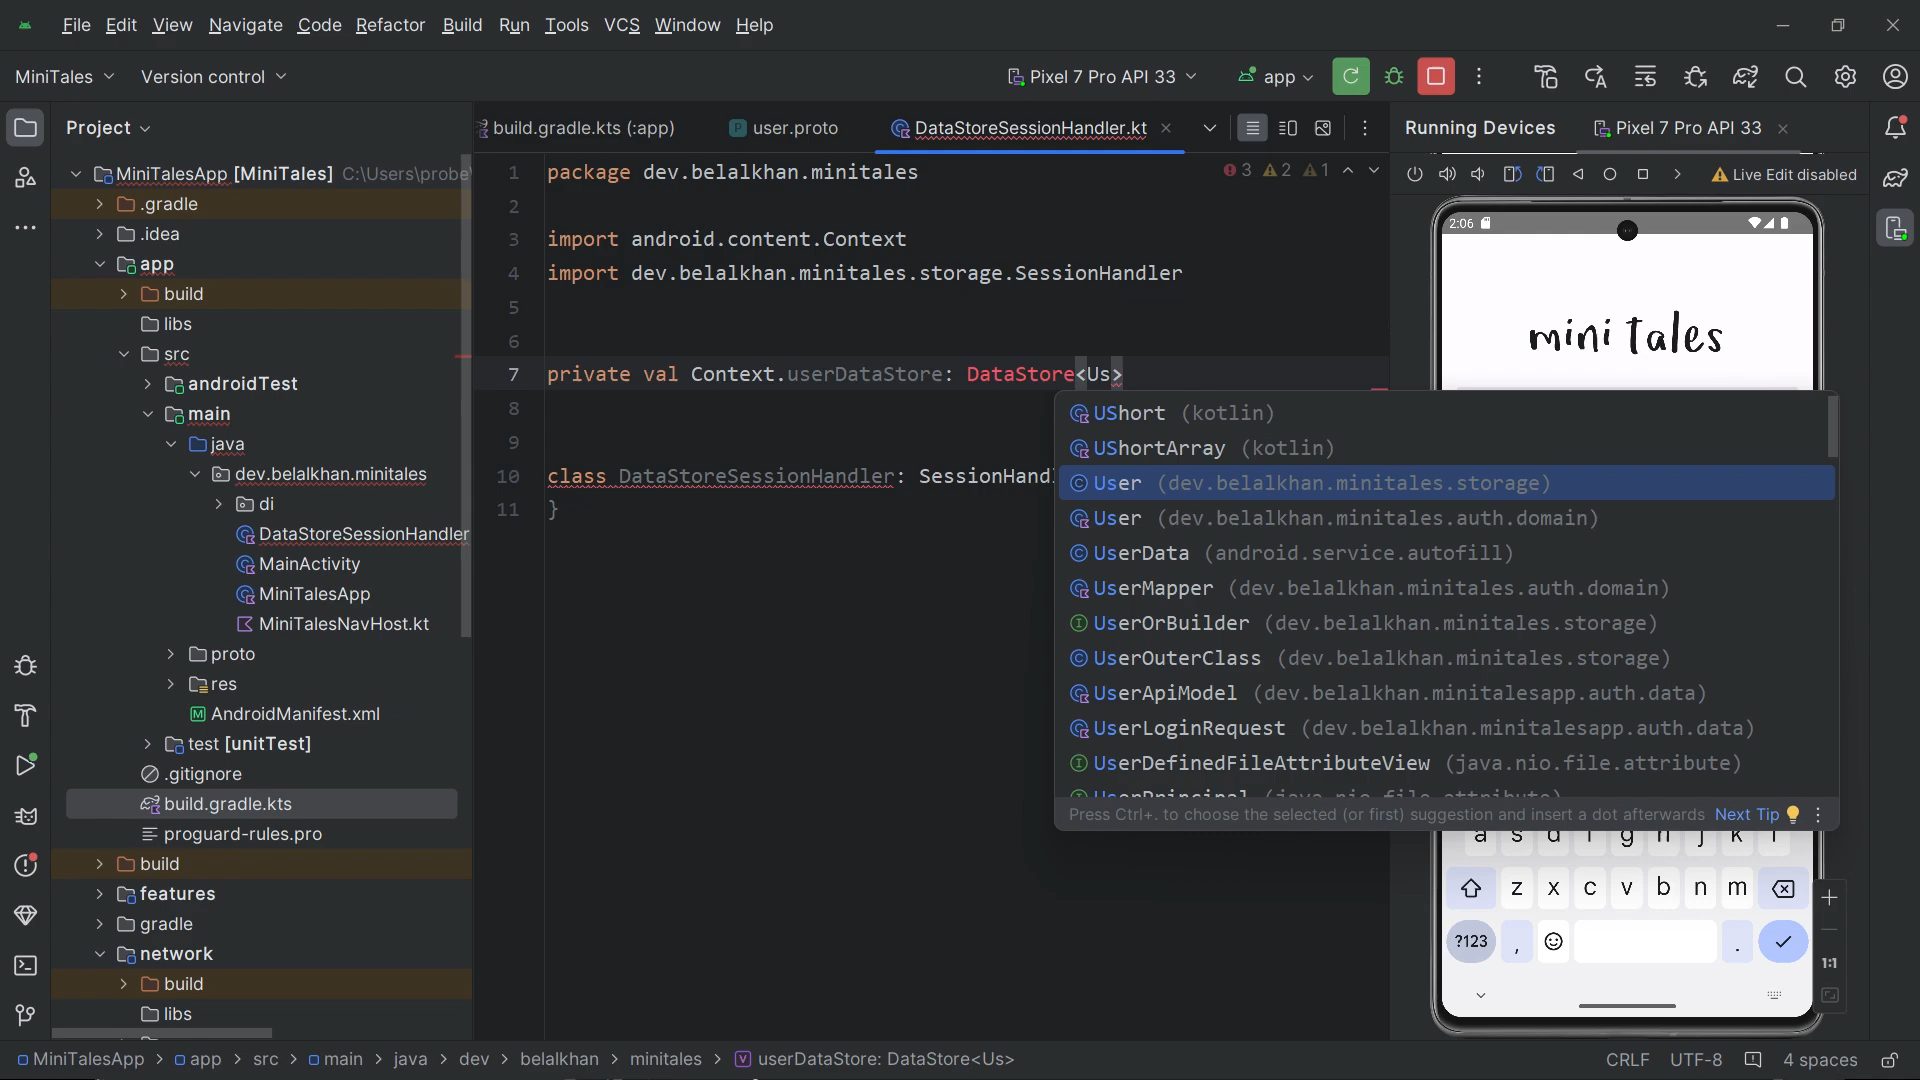 File Edit View Navigate Code Refactor Build Run Tools VCS Window Help
MiniTales Version control Pixel 7 Pro API 33 app
Project
MiniTalesApp [MiniTales] C:\Users\probe
.gradle
.idea
app
build
libs
src
androidTest
main
java
dev.belalkhan.minitales
di
DataStoreSessionHandler
MainActivity
MiniTalesApp
MiniTalesNavHost.kt
proto
res
AndroidManifest.xml
test [unitTest]
.gitignore
build.gradle.kts
proguard-rules.pro
build
features
gradle
network
build
libs
build.gradle.kts (:app) user.proto DataStoreSessionHandler.kt
3 2 1
1 package dev.belalkhan.minitales
2
3 import android.content.Context
4 import dev.belalkhan.minitales.storage.SessionHandler
5
6
7 private val Context.userDataStore: DataStore<Us>
8
9
10 class DataStoreSessionHandler: SessionHandl
11 }
UShort (kotlin)
UShortArray (kotlin)
User (dev.belalkhan.minitales.storage)
User (dev.belalkhan.minitales.auth.domain)
UserData (android.service.autofill)
UserMapper (dev.belalkhan.minitales.auth.domain)
UserOrBuilder (dev.belalkhan.minitales.storage)
UserOuterClass (dev.belalkhan.minitales.storage)
UserApiModel (dev.belalkhan.minitalesapp.auth.data)
UserLoginRequest (dev.belalkhan.minitalesapp.auth.data)
UserDefinedFileAttributeView (java.nio.file.attribute)
UserPrincipal (java.nio.file.attribute)
Press Ctrl+. to choose the selected (or first) suggestion and insert a dot afterwards Next Tip
Running Devices Pixel 7 Pro API 33
Live Edit disabled
2:06
mini tales
a s d f g h j k l
z x c v b n m
?123 , .
1:1
MiniTalesApp > app > src > main > java > dev > belalkhan > minitales > userDataStore: DataStore<Us>
CRLF UTF-8 4 spaces